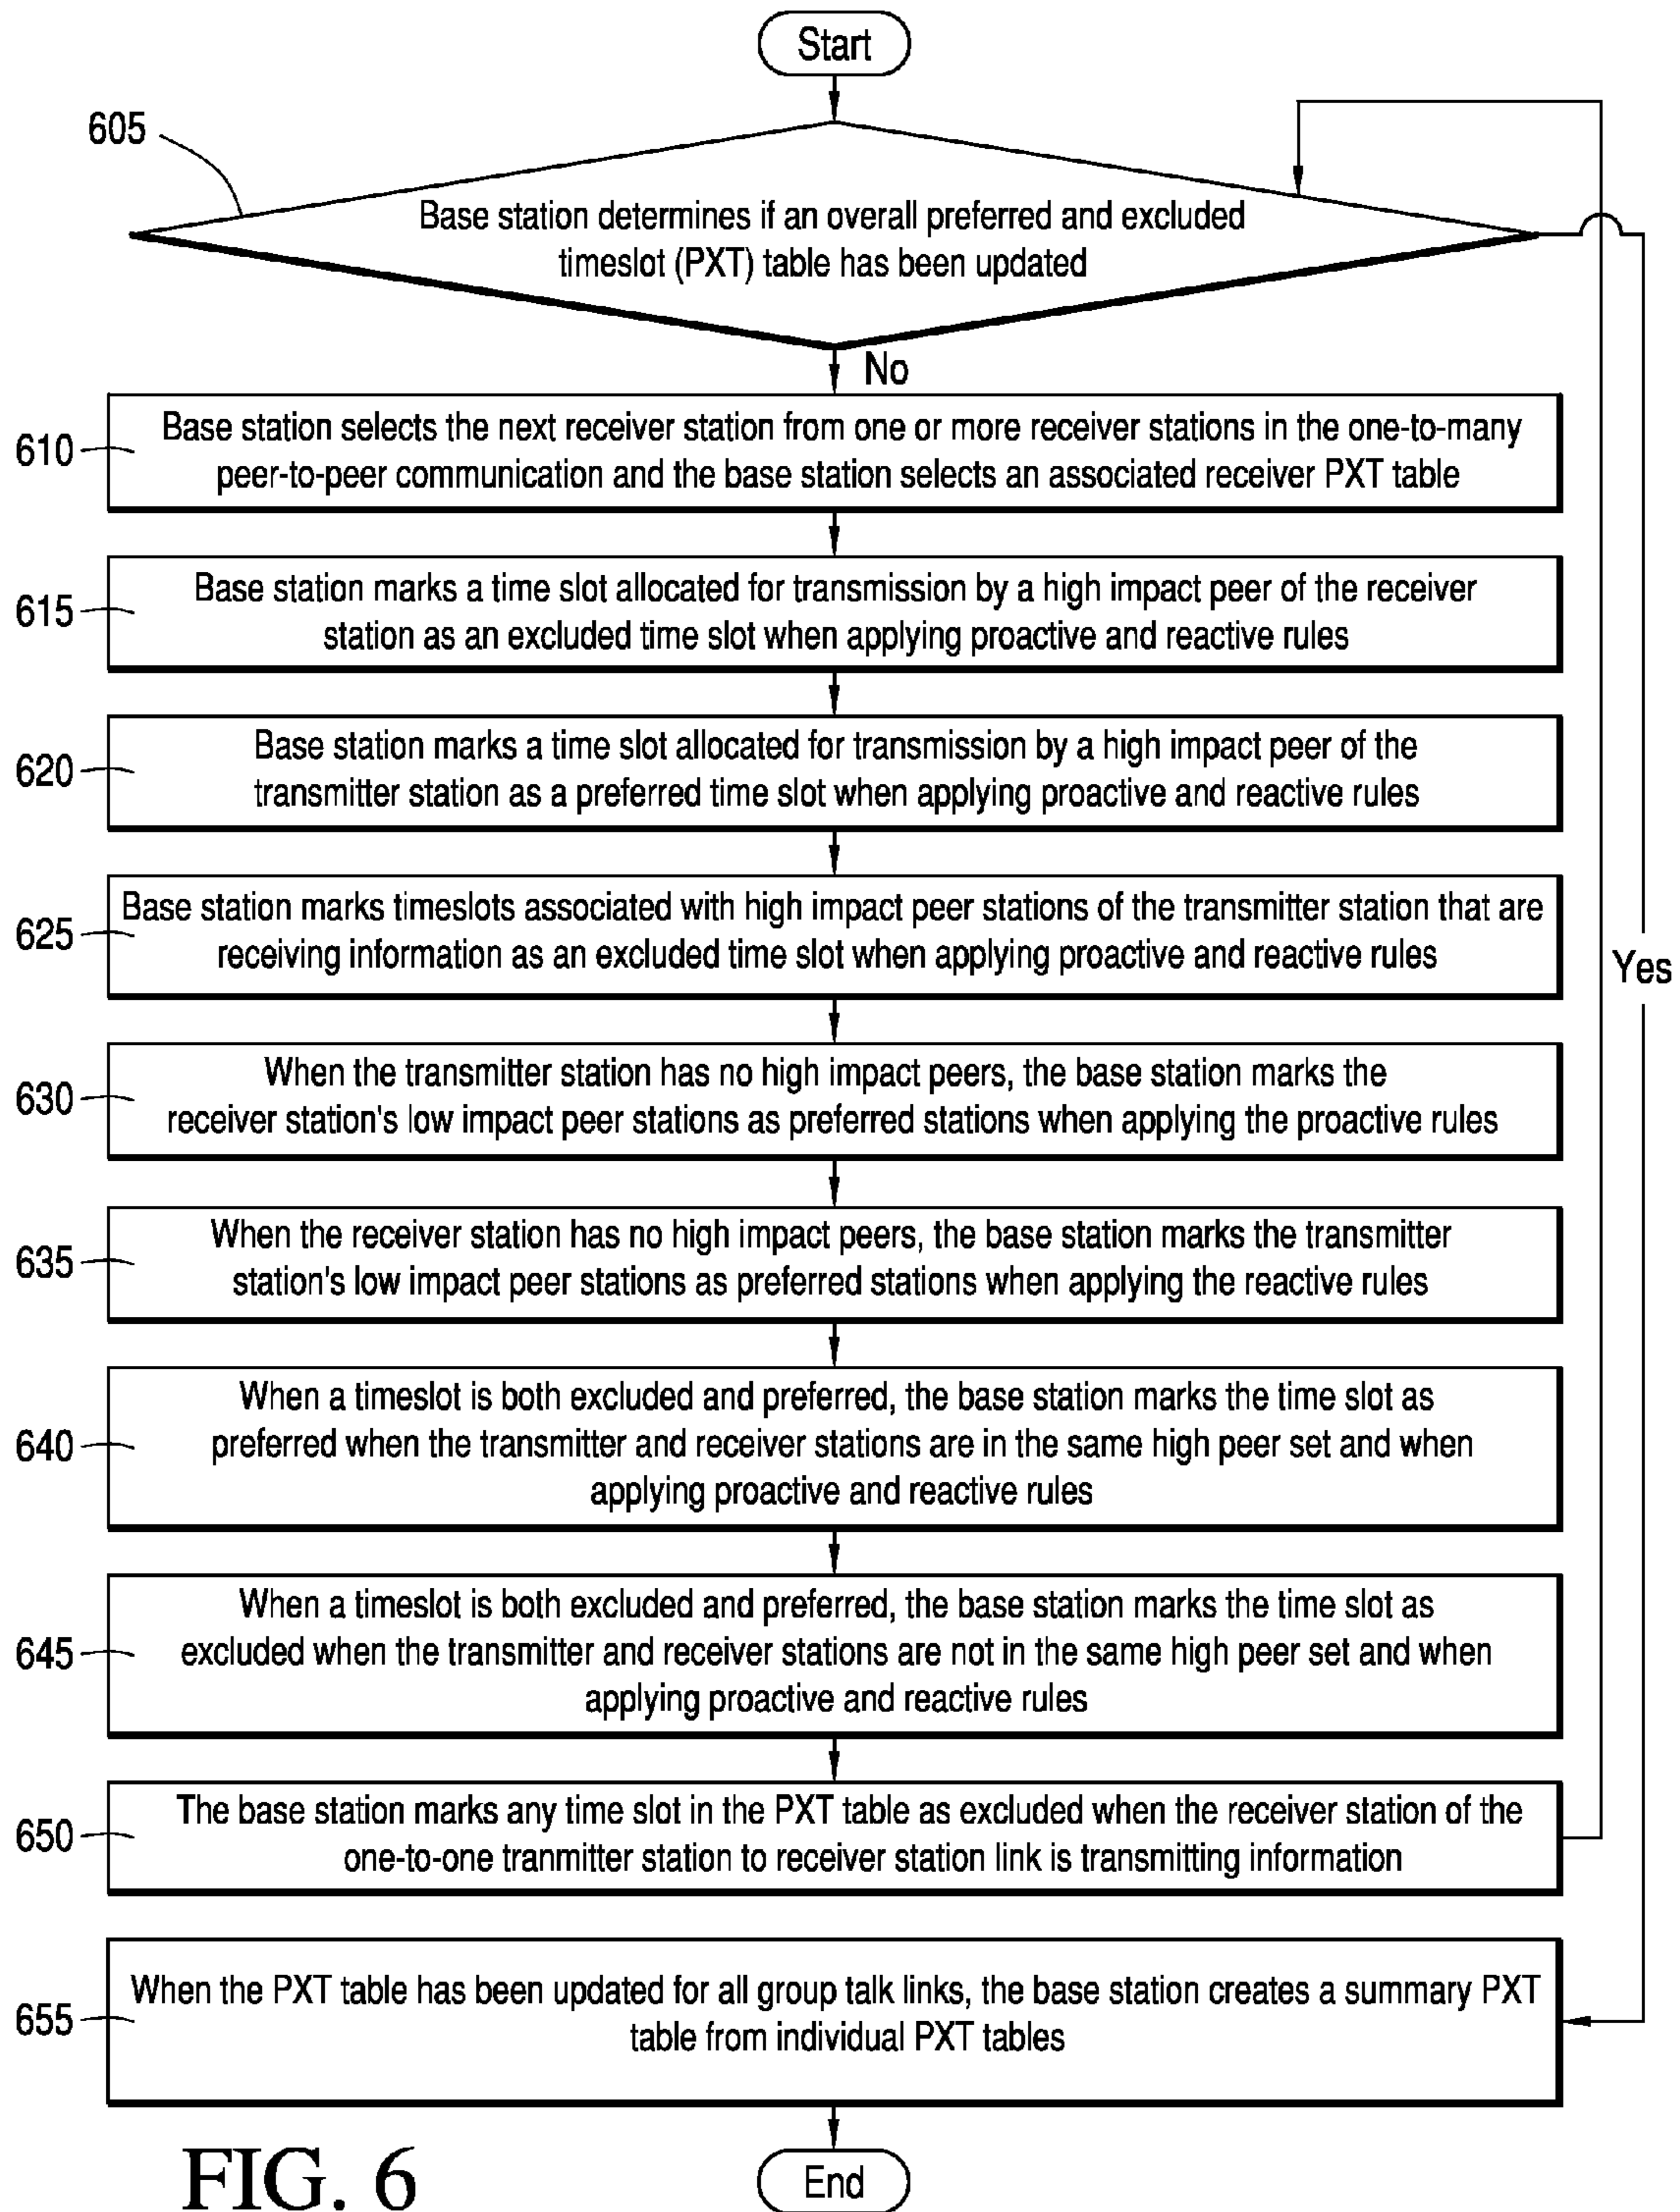 Start
605
Base station determines if an overall preferred and excluded
timeslot (PXT) table has been updated
No
610
Base station selects the next receiver station from one or more receiver stations in the one-to-many
peer-to-peer communication and the base station selects an associated receiver PXT table
615
Base station marks a time slot allocated for transmission by a high impact peer of the receiver
station as an excluded time slot when applying proactive and reactive rules
620
Base station marks a time slot allocated for transmission by a high impact peer of the
transmitter station as a preferred time slot when applying proactive and reactive rules
625
Base station marks timeslots associated with high impact peer stations of the transmitter station that are
receiving information as an excluded time slot when applying proactive and reactive rules
Yes
630
When the transmitter station has no high impact peers, the base station marks the
receiver station's low impact peer stations as preferred stations when applying the proactive rules
635
When the receiver station has no high impact peers, the base station marks the transmitter
station's low impact peer stations as preferred stations when applying the reactive rules
640
When a timeslot is both excluded and preferred, the base station marks the time slot as
preferred when the transmitter and receiver stations are in the same high peer set and when
applying proactive and reactive rules
645
When a timeslot is both excluded and preferred, the base station marks the time slot as
excluded when the transmitter and receiver stations are not in the same high peer set and when
applying proactive and reactive rules
650
The base station marks any time slot in the PXT table as excluded when the receiver station of the
one-to-one tranmitter station to receiver station link is transmitting information
655
When the PXT table has been updated for all group talk links, the base station creates a summary PXT
table from individual PXT tables
End
FIG. 6